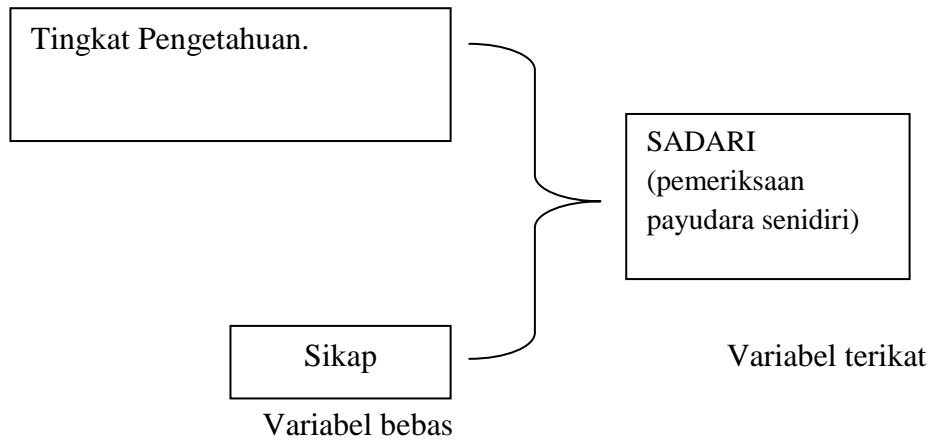 Tingkat Pengetahuan.
SADARI
(pemeriksaan
payudara senidiri)
Sikap
Variabel terikat
Variabel bebas